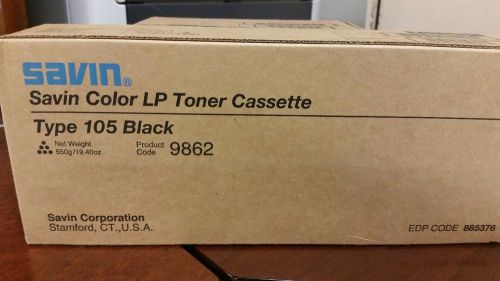 savin®
Savin Color LP Toner Cassette
Type 105 Black
Net Weight
550g/19.40oz
Product
Code
9862
Savin Corporation
Stamford, CT.,U.S.A.
EDP CODE 885376